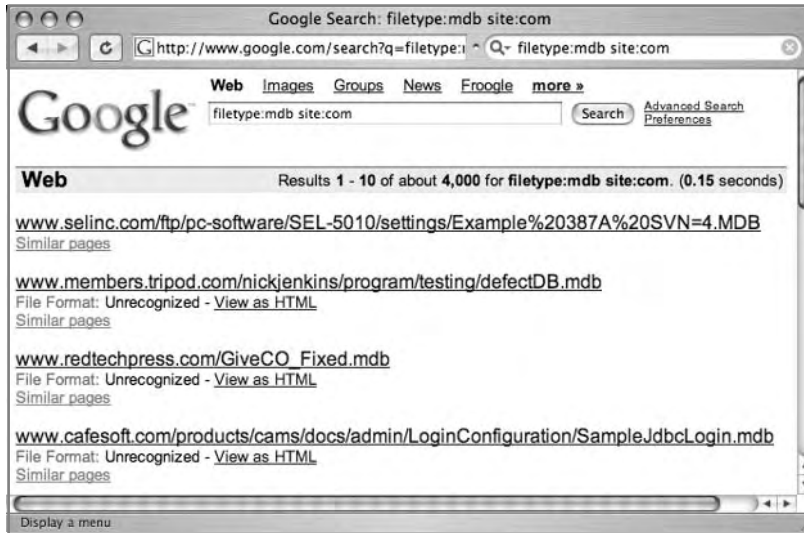 Google Search: filetype:mdb site:com
http://www.google.com/search?q=filetype: filetype:mdb site:com
Google
Web Images Groups News Froogle more »
filetype:mdb site:com Search Advanced Search
Preferences
Web Results 1 - 10 of about 4,000 for filetype:mdb site:com. (0.15 seconds)
www.selinc.com/ftp/pc-software/SEL-5010/settings/Example%20387A%20SVN=4.MDB
Similar pages
www.members.tripod.com/nickjenkins/program/testing/defectDB.mdb
File Format: Unrecognized - View as HTML
Similar pages
www.redtechpress.com/GiveCO_Fixed.mdb
File Format: Unrecognized - View as HTML
Similar pages
www.cafesoft.com/products/cams/docs/admin/LoginConfiguration/SampleJdbcLogin.mdb
File Format: Unrecognized - View as HTML
Similar pages
Display a menu